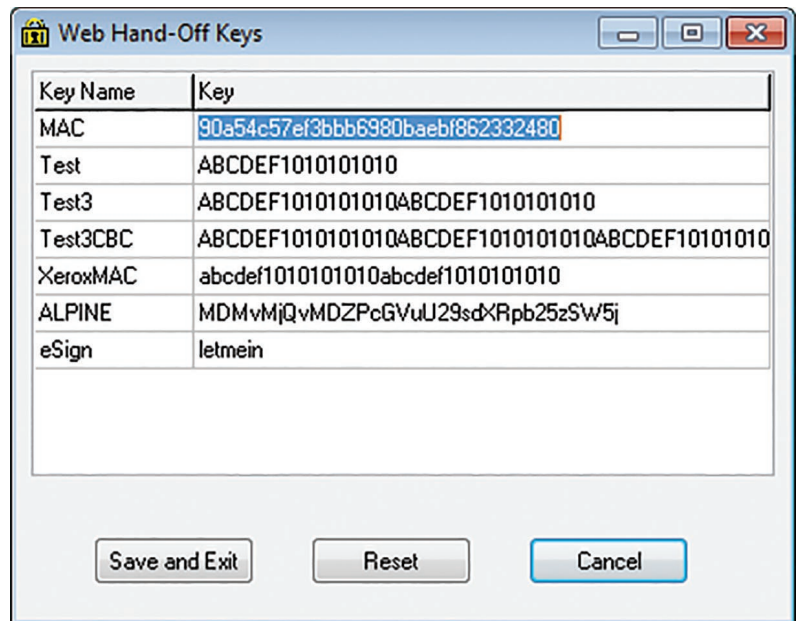 Web Hand-Off Keys
Key Name Key
MAC 90a54c57ef3bbb6980baebf862332480
Test ABCDEF1010101010
Test3 ABCDEF1010101010ABCDEF1010101010
Test3CBC ABCDEF1010101010ABCDEF1010101010ABCDEF10101010
XeroxMAC abcdef1010101010abcdef1010101010
ALPINE MDMvMjQvMDZPcGVuU29sdXRpb25zSW5j
eSign letmein
Save and Exit Reset Cancel